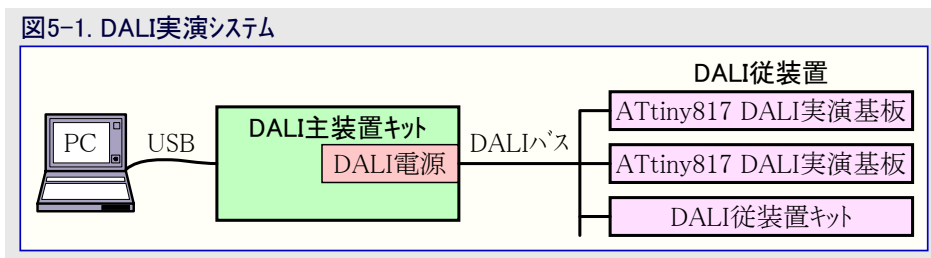 図5-1. DALI実演ｼｽﾃﾑ
DALI従装置
ATtiny817 DALI実演基板
DALI主装置ｷｯﾄ
PC
USB
DALIﾊﾞｽ
DALI電源
ATtiny817 DALI実演基板
DALI従装置ｷｯﾄ